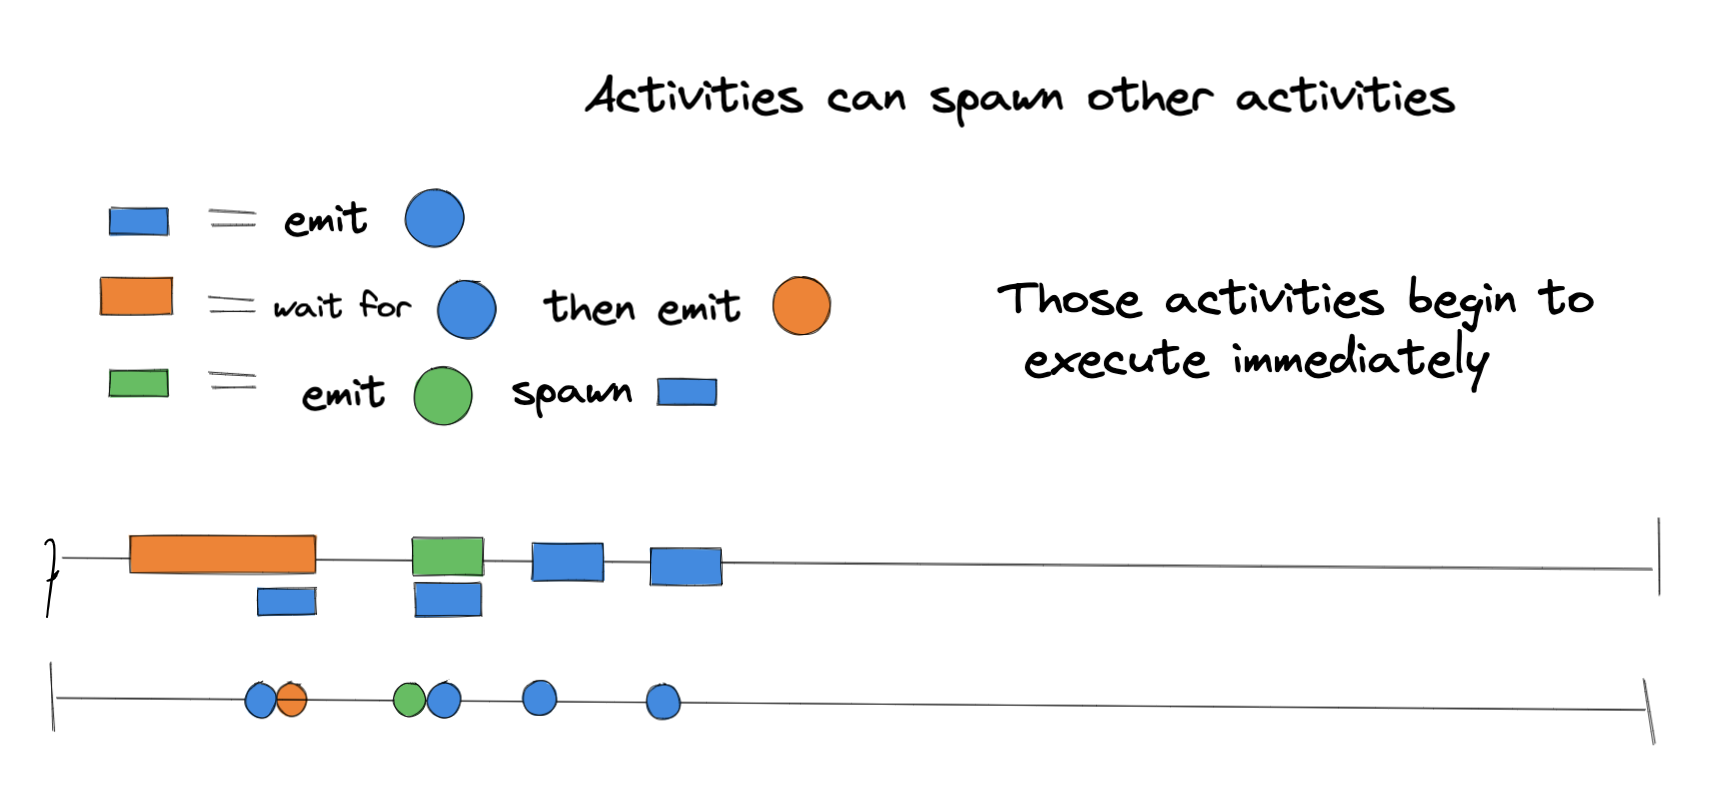 Activities can spawn other activities
= emit
= wait for then emit
= emit spawn
Those activities begin to
execute immediately